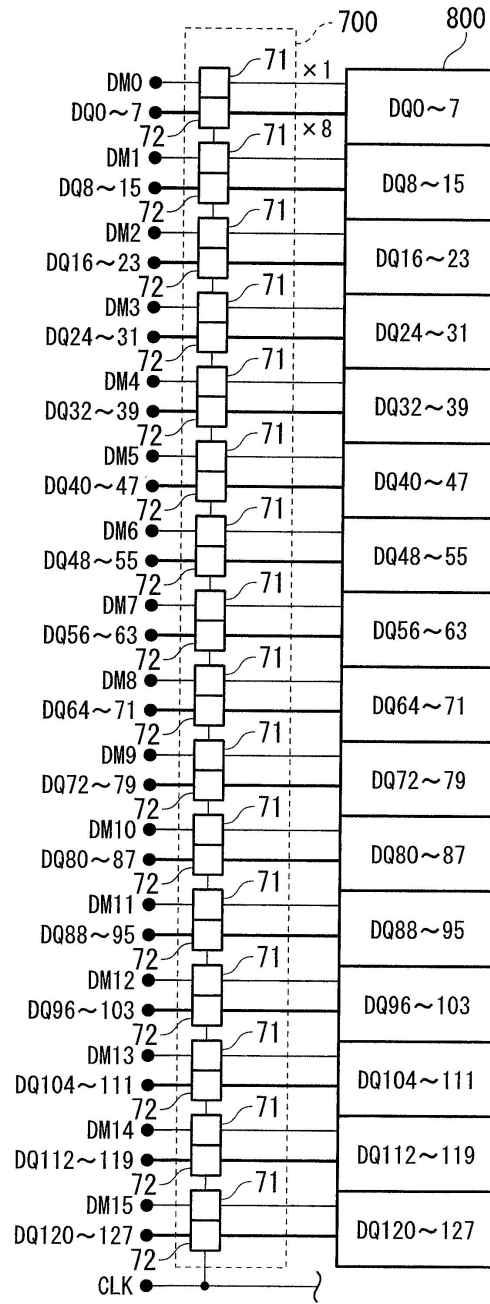 700
800
DM0
71
×1
DQ0～7
72
×8
DQ0～7
DM1
71
DQ8～15
72
DQ8～15
DM2
71
DQ16～23
72
DQ16～23
DM3
71
DQ24～31
72
DQ24～31
DM4
71
DQ32～39
72
DQ32～39
DM5
71
DQ40～47
72
DQ40～47
DM6
71
DQ48～55
72
DQ48～55
DM7
71
DQ56～63
72
DQ56～63
DM8
71
DQ64～71
72
DQ64～71
DM9
71
DQ72～79
72
DQ72～79
DM10
71
DQ80～87
72
DQ80～87
DM11
71
DQ88～95
72
DQ88～95
DM12
71
DQ96～103
72
DQ96～103
DM13
71
DQ104～111
72
DQ104～111
DM14
71
DQ112～119
72
DQ112～119
DM15
71
DQ120～127
72
DQ120～127
CLK